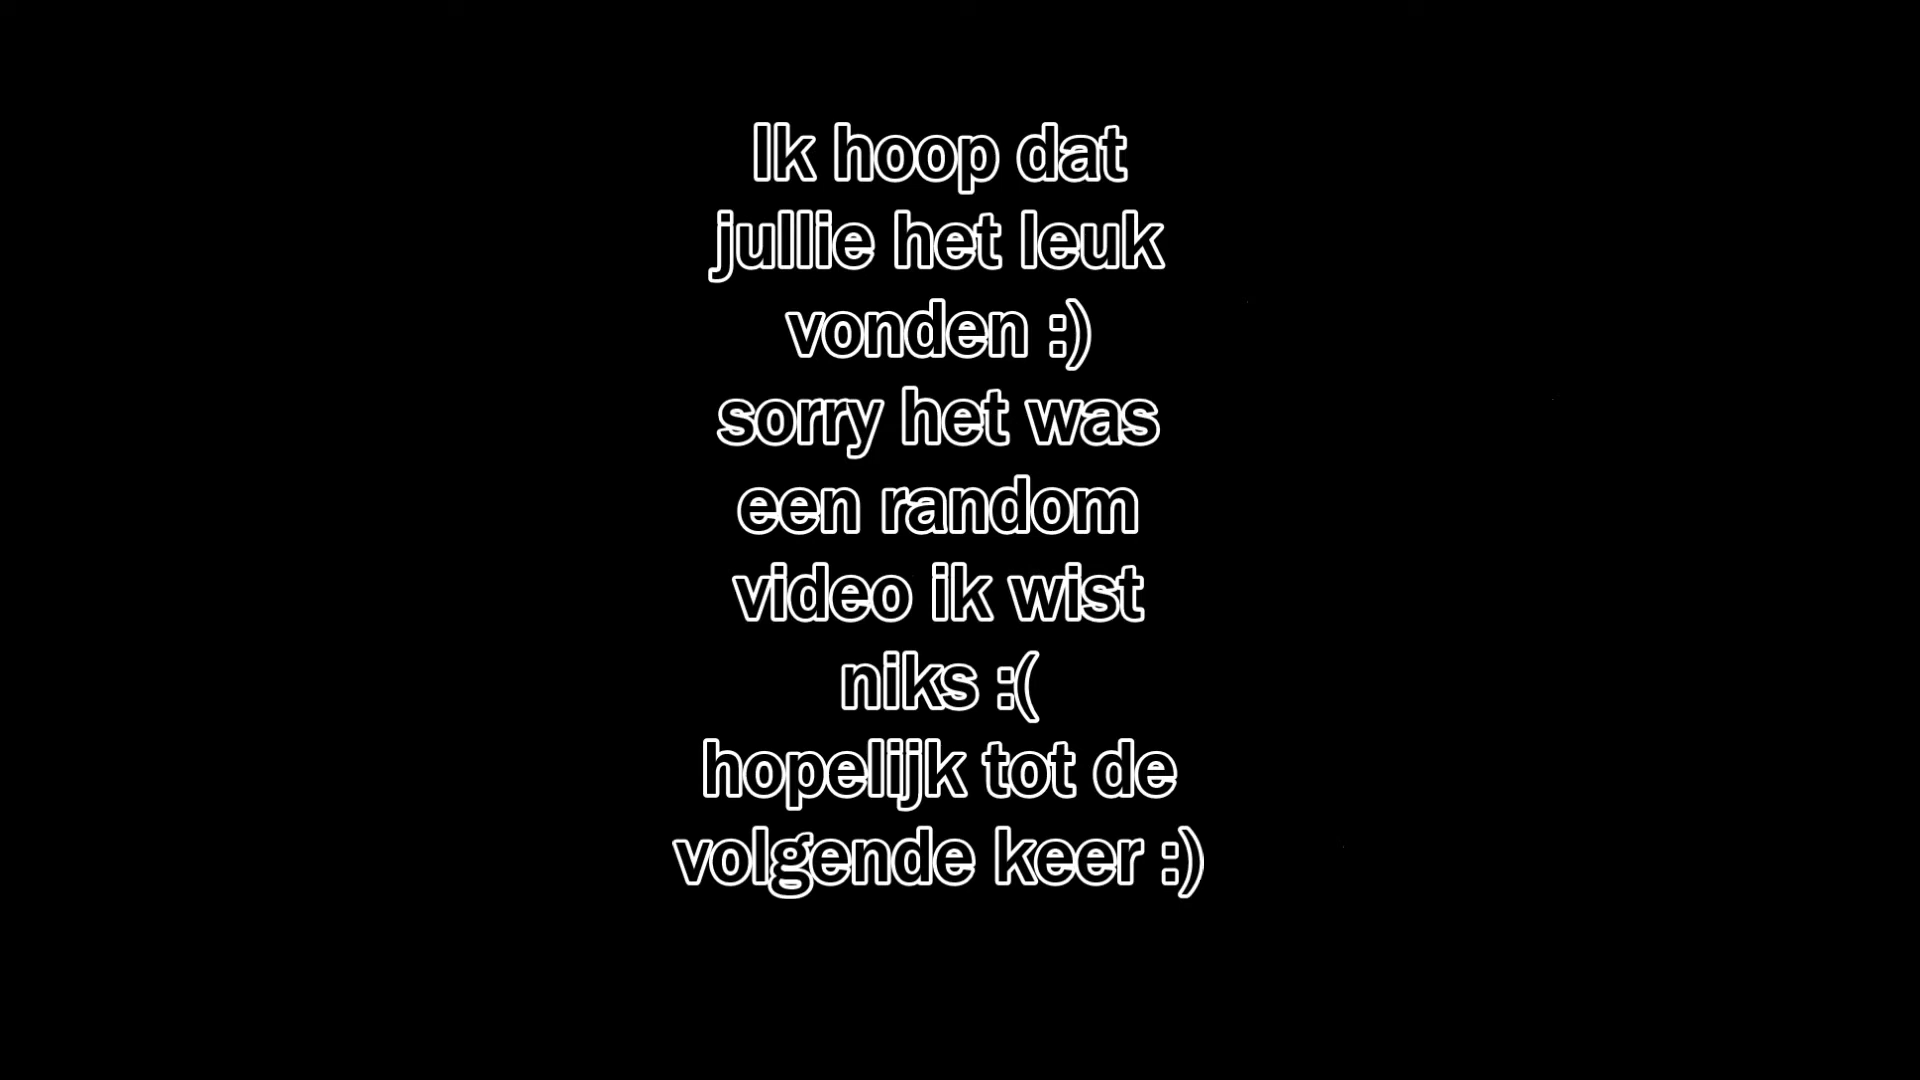 Ik hoop dat
jullie het leuk
vonden :)
sorry het was
een random
video ik wist
niks :(
hopelijk tot de
volgende keer :)